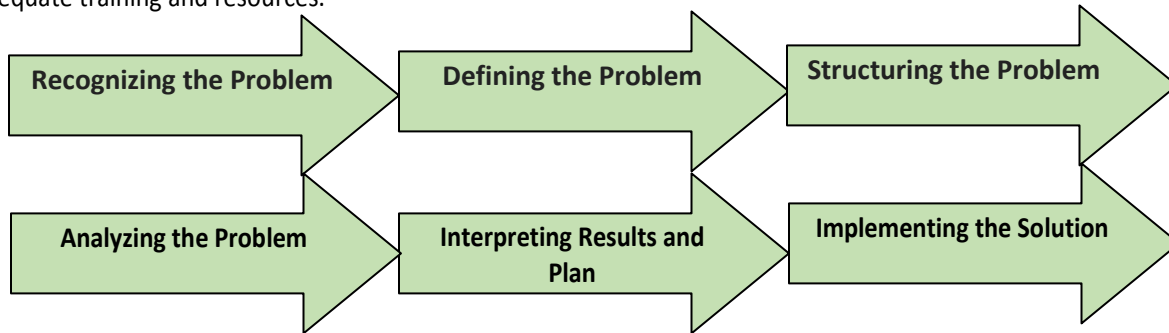 equate training and resources.
Recognizing the Problem
Defining the Problem
Structuring the Problem
Analyzing the Problem
Interpreting Results and
Plan
Implementing the Solution